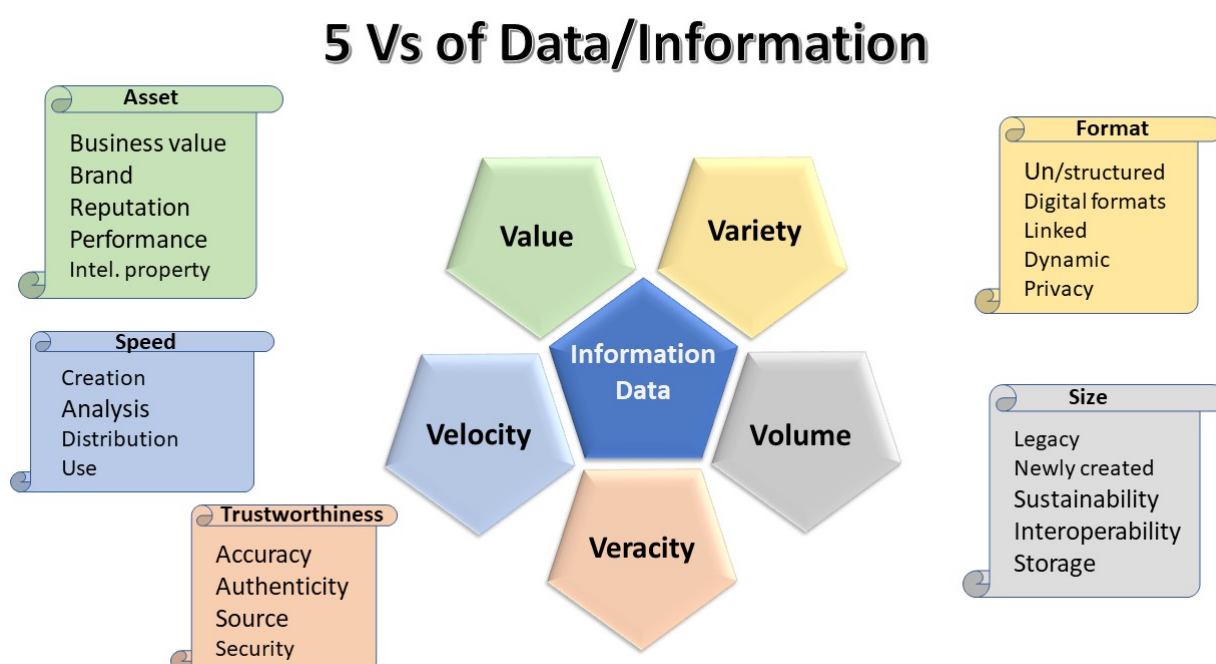 5 Vs of Data/Information
Asset
Business value
Brand
Reputation
Performance
Intel. property
Speed
Creation
Analysis
Distribution
Use
Trustworthiness
Accuracy
Authenticity
Source
Security
Value
Variety
Information
Data
Velocity
Volume
Veracity
Format
Un/structured
Digital formats
Linked
Dynamic
Privacy
Size
Legacy
Newly created
Sustainability
Interoperability
Storage